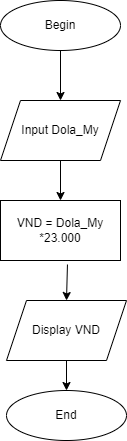 Begin
Input Dola_My
VND = Dola_My
*23.000
Display VND
End